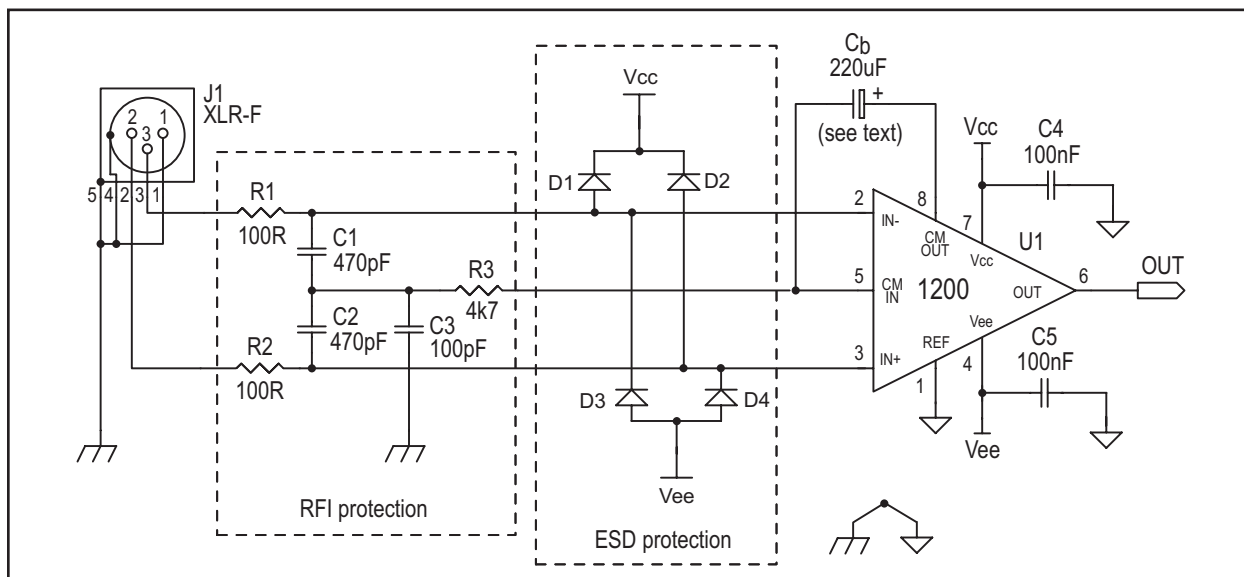 J1
XLR-F
2
1
3
5
4
2
3
1
R1
100R
C1
470pF
R3
4k7
C2
470pF
C3
100pF
R2
100R
RFI protection
Vcc
D1
D2
D3
D4
Vee
ESD protection
Cb
220uF
+
(see text)
Vcc
C4
100nF
2
IN-
8
CM
OUT
7
Vcc
U1
5
CM
IN
1200
OUT
6
OUT
3
IN+
REF
1
Vee
4
C5
100nF
Vee